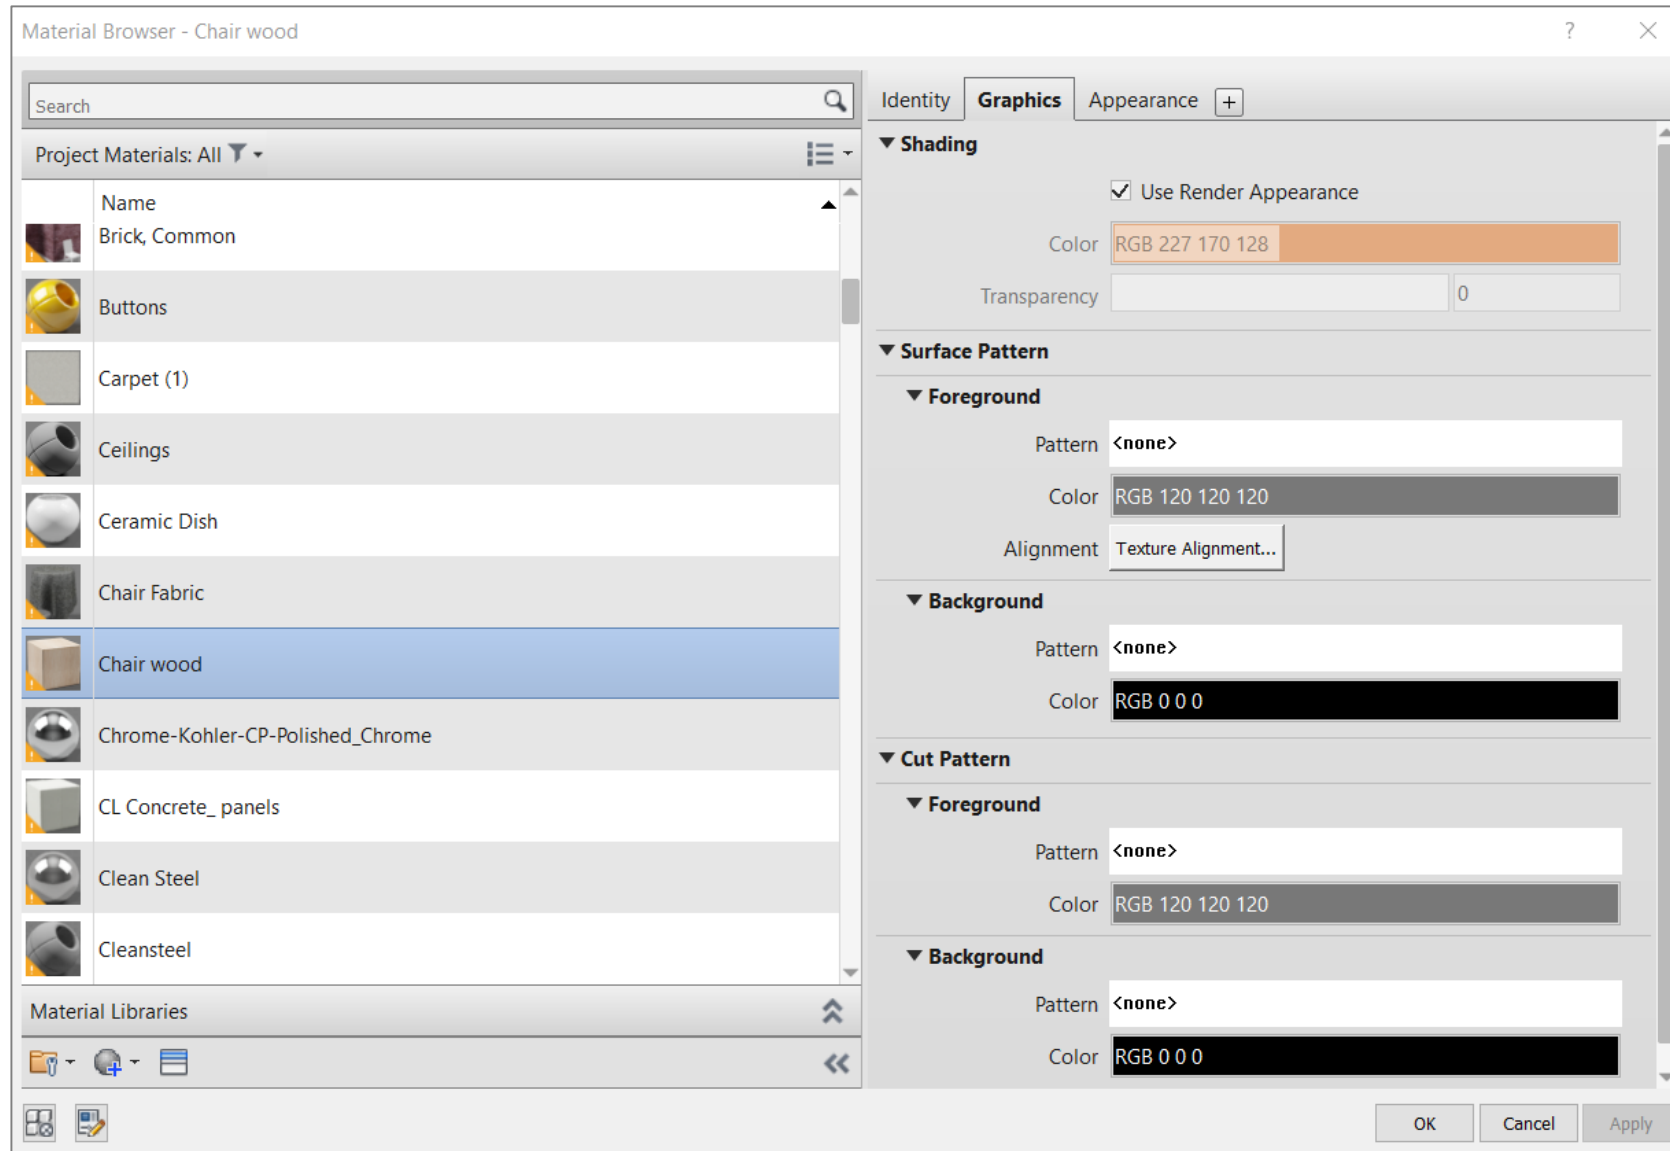 Material Browser - Chair wood
?
Search
Project Materials: All
Name
Brick, Common
Buttons
Carpet (1)
Ceilings
Ceramic Dish
Chair Fabric
Chair wood
Chrome-Kohler-CP-Polished_Chrome
CL Concrete_ panels
Clean Steel
Cleansteel
Material Libraries
Identity Graphics Appearance +
Shading
Use Render Appearance
Color RGB 227 170 128
Transparency 0
Surface Pattern
Foreground
Pattern <none>
Color RGB 120 120 120
Alignment Texture Alignment...
Background
Pattern <none>
Color RGB 0 0 0
Cut Pattern
Foreground
Pattern <none>
Color RGB 120 120 120
Background
Pattern <none>
Color RGB 0 0 0
OK Cancel Apply